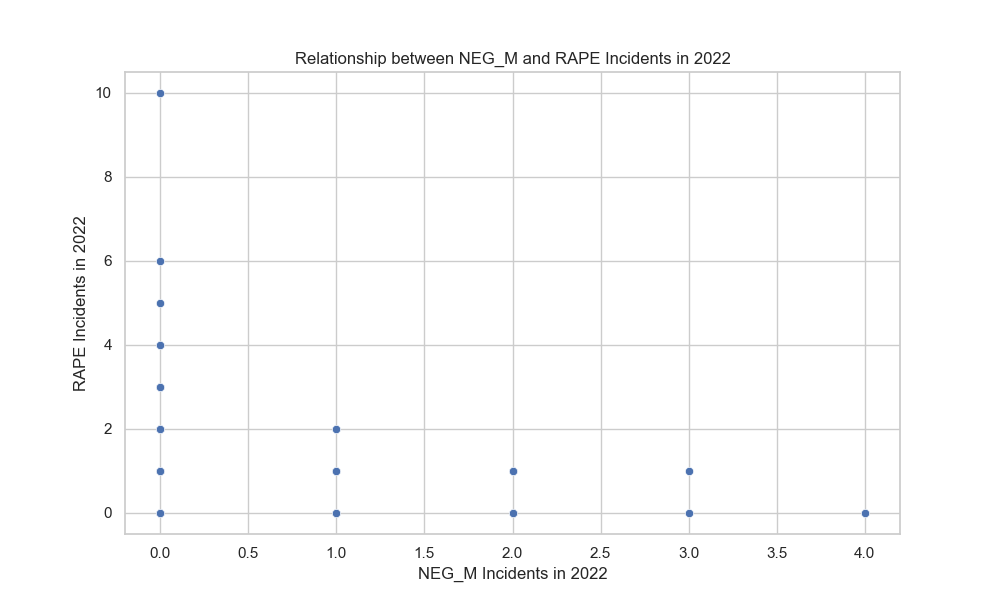 Relationship between NEG_M and RAPE Incidents in 2022
10
8
6
4
2
0
RAPE Incidents in 2022
0.0 0.5 1.0 1.5 2.0 2.5 3.0 3.5 4.0
NEG_M Incidents in 2022